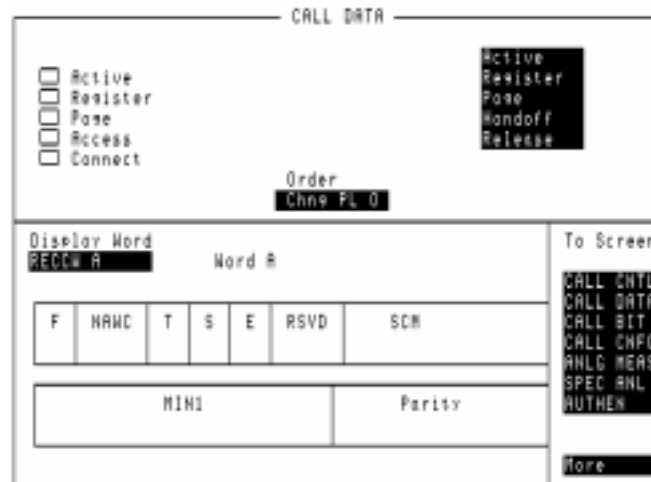 CALL DATA
Active
Register
Page
Access
Connect
Active
Register
Page
Handoff
Release
Order
Chng PL 0
Display Word
RECCW A
Word A
F NAWC T S E RSVD SCM
MIN1 Parity
To Screen
CALL CNTL
CALL DATA
CALL BIT
CALL CNFG
ANLG MEAS
SPEC ANL
AUTHEN
More